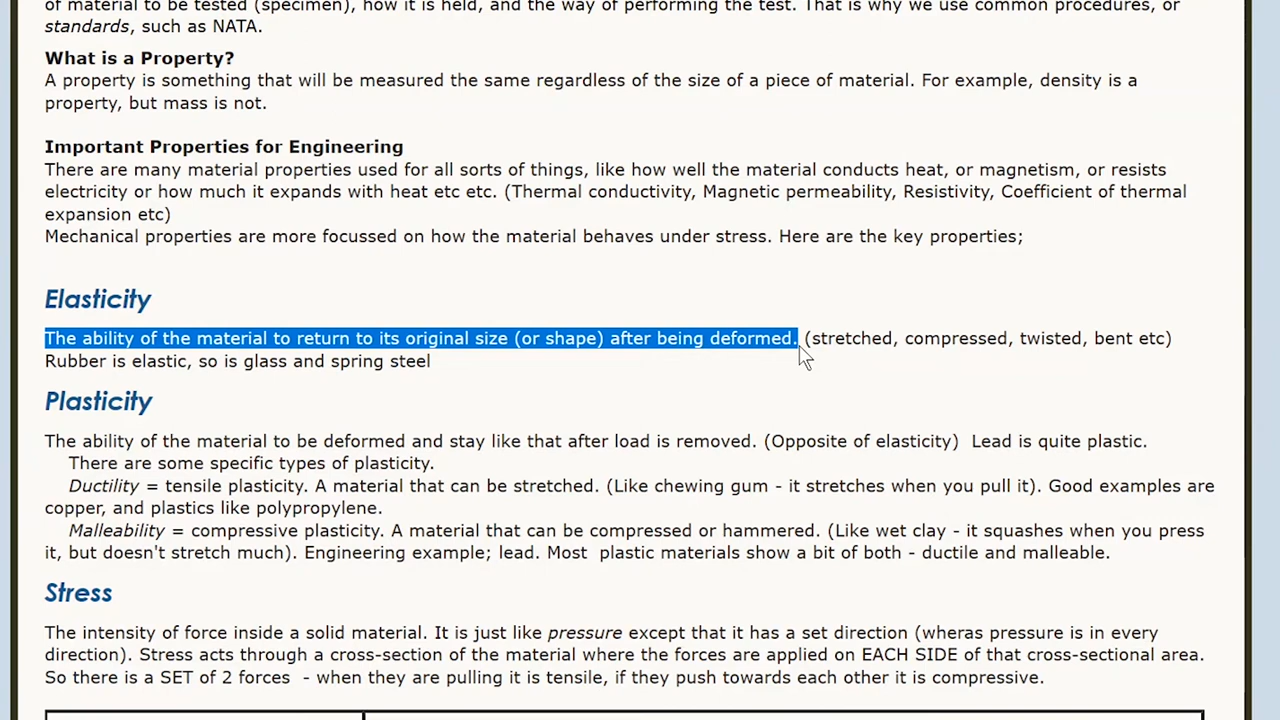 of material to be tested (specimen), how it is held, and the way of performing the test. That is why we use common procedures, or
standards, such as NATA.
What is a Property?
A property is something that will be measured the same regardless of the size of a piece of material. For example, density is a
property, but mass is not.
Important Properties for Engineering
There are many material properties used for all sorts of things, like how well the material conducts heat, or magnetism, or resists
electricity or how much it expands with heat etc etc. (Thermal conductivity, Magnetic permeability, Resistivity, Coefficient of thermal
expansion etc)
Mechanical properties are more focussed on how the material behaves under stress. Here are the key properties;
Elasticity
The ability of the material to return to its original size (or shape) after being deformed. (stretched, compressed, twisted, bent etc)
Rubber is elastic, so is glass and spring steel
Plasticity
The ability of the material to be deformed and stay like that after load is removed. (Opposite of elasticity)  Lead is quite plastic.
There are some specific types of plasticity.
Ductility = tensile plasticity. A material that can be stretched. (Like chewing gum - it stretches when you pull it). Good examples are
copper, and plastics like polypropylene.
Malleability = compressive plasticity. A material that can be compressed or hammered. (Like wet clay - it squashes when you press
it, but doesn't stretch much). Engineering example; lead. Most  plastic materials show a bit of both - ductile and malleable.
Stress
The intensity of force inside a solid material. It is just like pressure except that it has a set direction (wheras pressure is in every
direction). Stress acts through a cross-section of the material where the forces are applied on EACH SIDE of that cross-sectional area.
So there is a SET of 2 forces  - when they are pulling it is tensile, if they push towards each other it is compressive.